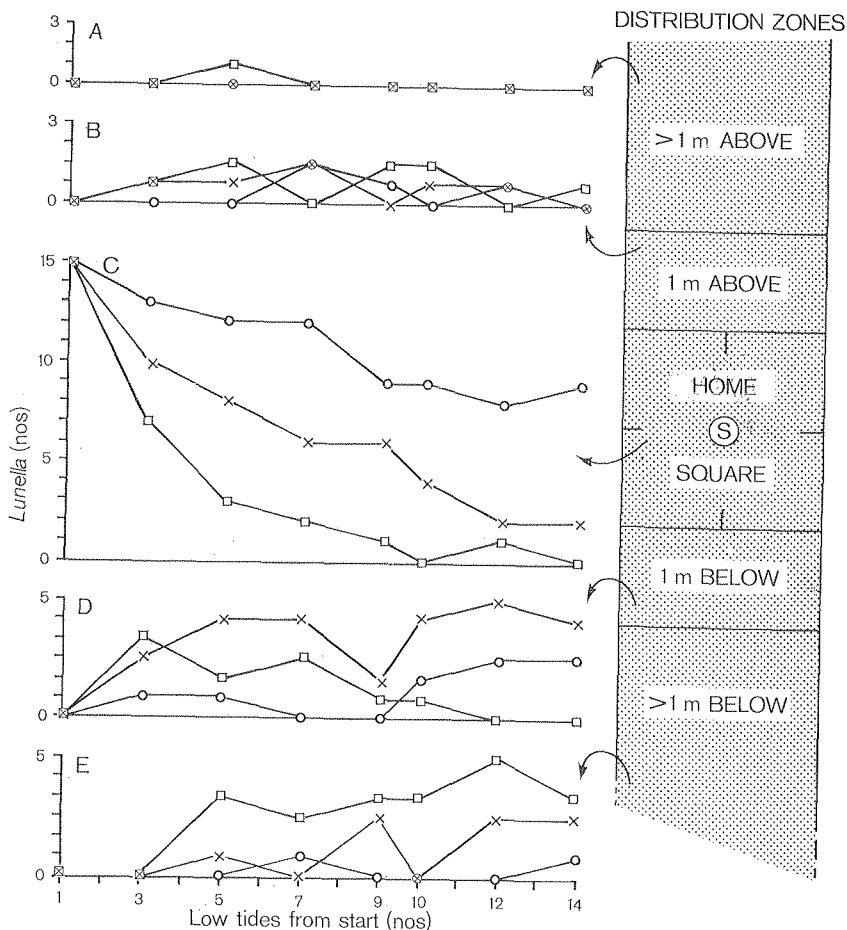 DISTRIBUTION ZONES
3
A
0
3
B
0
>1 m ABOVE
1 m ABOVE
15
C
10
5
0
Lunella (nos)
HOME
S
SQUARE
1 m BELOW
5
D
0
>1 m BELOW
5
E
0
1 3 5 7 9 10 12 14
Low tides from start (nos)